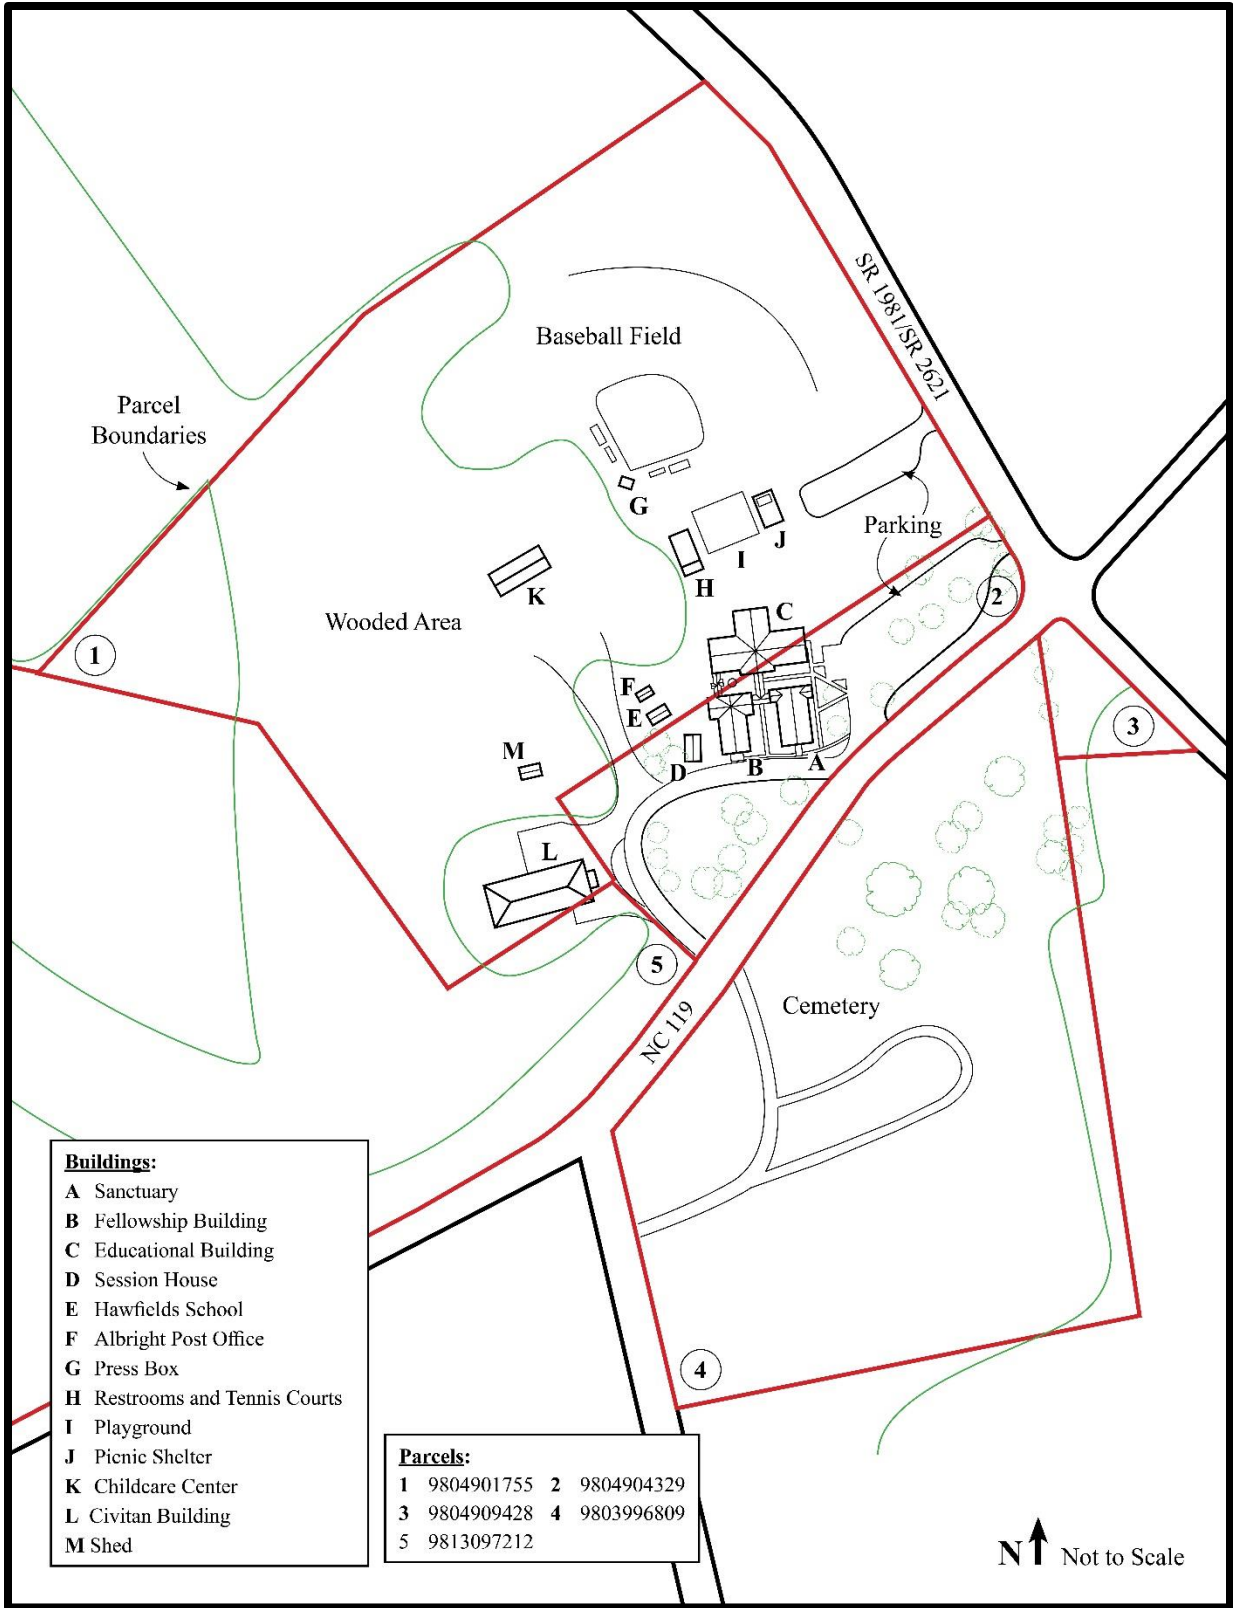 SR 1981/SR 2621
Baseball Field
Parcel
Boundaries
G
J
Parking
I
H
K
2
C
Wooded Area
1
F
E
3
M
D
B
A
L
5
Cemetery
NC 119
4
Buildings:
A Sanctuary
B Fellowship Building
C Educational Building
D Session House
E Hawfields School
F Albright Post Office
G Press Box
H Restrooms and Tennis Courts
I Playground
J Picnic Shelter
K Childcare Center
L Civitan Building
M Shed
Parcels:
1 9804901755 2 9804904329
3 9804909428 4 9803996809
5 9813097212
N Not to Scale